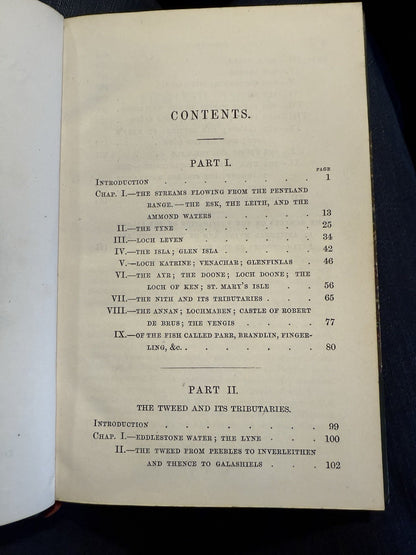 CONTENTS.
PART I.
PAGE
INTRODUCTION . . . . . . . 1
CHAP. I.—THE STREAMS FLOWING FROM THE PENTLAND
RANGE.—THE ESK, THE LEITH, AND THE
AMMOND WATERS . . . . . 13
II.—THE TYNE . . . . . . 25
III.—LOCH LEVEN . . . . . . 34
IV.—THE ISLA; GLEN ISLA . . . . 42
V.—LOCH KATRINE; VENACHAR; GLENFINLAS . 46
VI.—THE AYR; THE DOONE; LOCH DOONE; THE
LOCH OF KEN; ST. MARY'S ISLE . . 56
VII.—THE NITH AND ITS TRIBUTARIES . . 65
VIII.—THE ANNAN; LOCHMABEN; CASTLE OF ROBERT
DE BRUS; THE VENGIS . . . 77
IX.—OF THE FISH CALLED PARR, BRANDLIN, FINGER-
LING, &c. . . . . . . 80
PART II.
THE TWEED AND ITS TRIBUTARIES.
INTRODUCTION . . . . . . . 99
CHAP. I.—EDDLESTONE WATER; THE LYNE . . . 100
II.—THE TWEED FROM PEEBLES TO INVERLEITHEN
AND THENCE TO GALASHIELS . . . 102